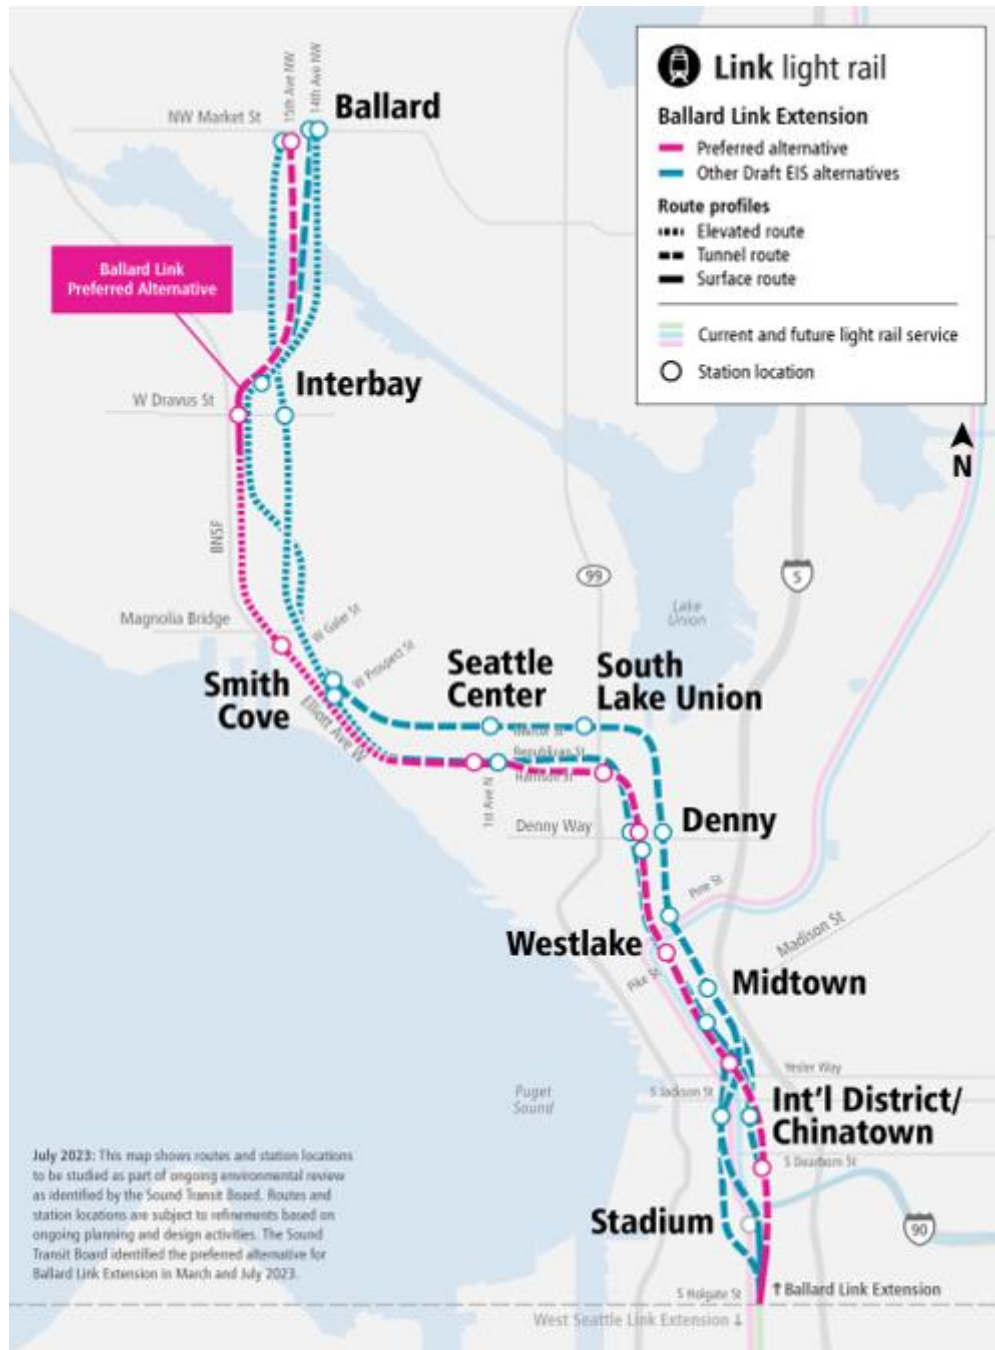 Link light rail
Ballard Link Extension
Preferred alternative
Other Draft EIS alternatives
Route profiles
Elevated route
Tunnel route
Surface route
Current and future light rail service
Station location
N
15th Ave NW
14th Ave NW
Ballard
NW Market St
Ballard Link
Preferred Alternative
Interbay
W Dravus St
BNSF
99
5
Lake
Union
Magnolia Bridge
W Galer St
W Prospect St
Smith
Cove
Elliott Ave W
Seattle
Center
South
Lake Union
Republican St
Harrison St
1st Ave N
Denny Way
Denny
Pine St
Madison St
Westlake
Pike St
Midtown
Yesler Way
Puget
Sound
S Jackson St
Int'l District/
Chinatown
S Dearborn St
Stadium
90
July 2023: This map shows routes and station locations
to be studied as part of ongoing environmental review
as identified by the Sound Transit Board. Routes and
station locations are subject to refinements based on
ongoing planning and design activities. The Sound
Transit Board identified the preferred alternative for
Ballard Link Extension in March and July 2023.
S Holgate St
↑ Ballard Link Extension
West Seattle Link Extension ↓